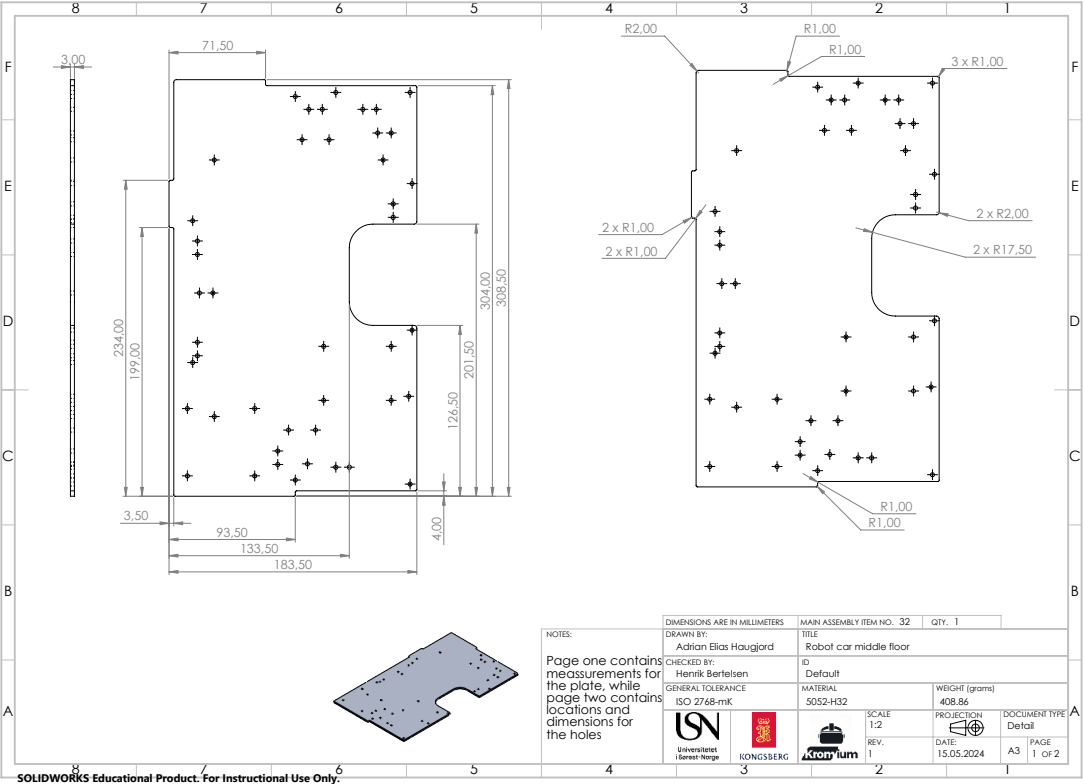 8 7 6 5 4 3 2 1
F F
E E
D D
C C
B B
A A
3,00
71,50
234,00
199,00
304,00
308,50
201,50
126,50
4,00
3,50
93,50
133,50
183,50
R2,00
R1,00
R1,00
3 x R1,00
2 x R1,00
2 x R1,00
2 x R2,00
2 x R17,50
R1,00
R1,00
NOTES:
Page one contains
measurements for
the plate, while
page two contains
locations and
dimensions for
the holes
DIMENSIONS ARE IN MILLIMETERS
MAIN ASSEMBLY ITEM NO. 32
QTY. 1
DRAWN BY:
Adrian Elias Haugjord
TITLE
Robot car middle floor
CHECKED BY:
Henrik Bertelsen
ID
Default
GENERAL TOLERANCE
ISO 2768-mK
MATERIAL
5052-H32
WEIGHT (grams)
408.86
USN
Universitetet
i Sørøst-Norge
KONGSBERG
Kromium
SCALE
1:2
PROJECTION
DOCUMENT TYPE
Detail
REV.
1
DATE:
15.05.2024
A3
PAGE
1 OF 2
8 7 3 2 1
SOLIDWORKS Educational Product. For Instructional Use Only.